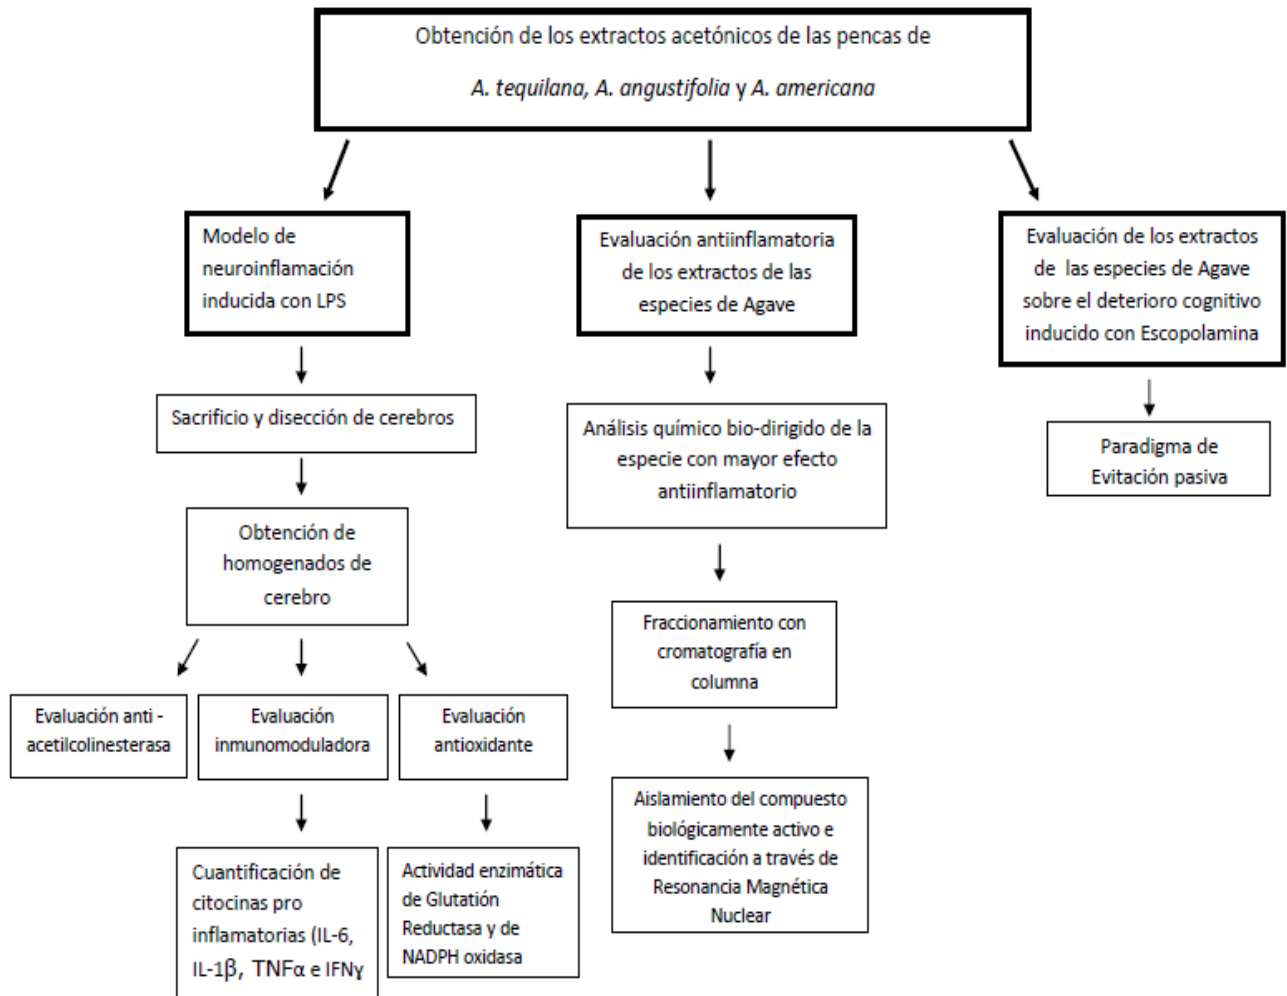 Obtención de los extractos acetónicos de las pencas de
A. tequilana, A. angustifolia y A. americana
Modelo de
neuroinflamación
inducida con LPS
Evaluación antiinflamatoria
de los extractos de las
especies de Agave
Evaluación de los extractos
de las especies de Agave
sobre el deterioro cognitivo
inducido con Escopolamina
Sacrificio y disección de cerebros
Análisis químico bio-dirigido de la
especie con mayor efecto
antiinflamatorio
Paradigma de
Evitación pasiva
Obtención de
homogenados de
cerebro
Fraccionamiento con
cromatografía en
columna
Evaluación anti -
acetilcolinesterasa
Evaluación
inmunomoduladora
Evaluación
antioxidante
Aislamiento del compuesto
biológicamente activo e
identificación a través de
Resonancia Magnética
Nuclear
Cuantificación de
citocinas pro
inflamatorias (IL-6,
IL-1β, TNFα e IFNγ
Actividad enzimática
de Glutatión
Reductasa y de
NADPH oxidasa